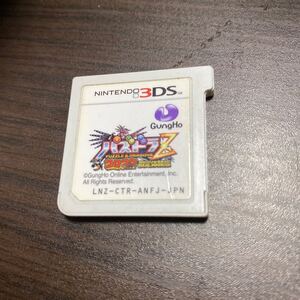 NINTENDO 3DS™
GungHo
パズドラZ
PUZZLE & DRAGONS
©GungHo Online Entertainment, Inc.
All Rights Reserved.
LNZ-CTR-ANFJ-JPN